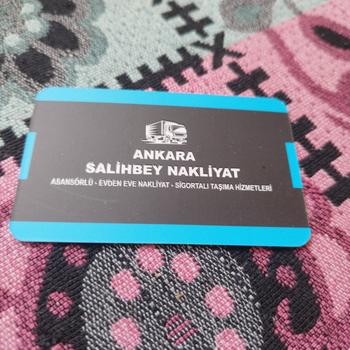 ANKARA
SALİHBEY NAKLİYAT
ASANSÖRLÜ - EVDEN EVE NAKLİYAT - SİGORTALI TAŞIMA HİZMETLERİ